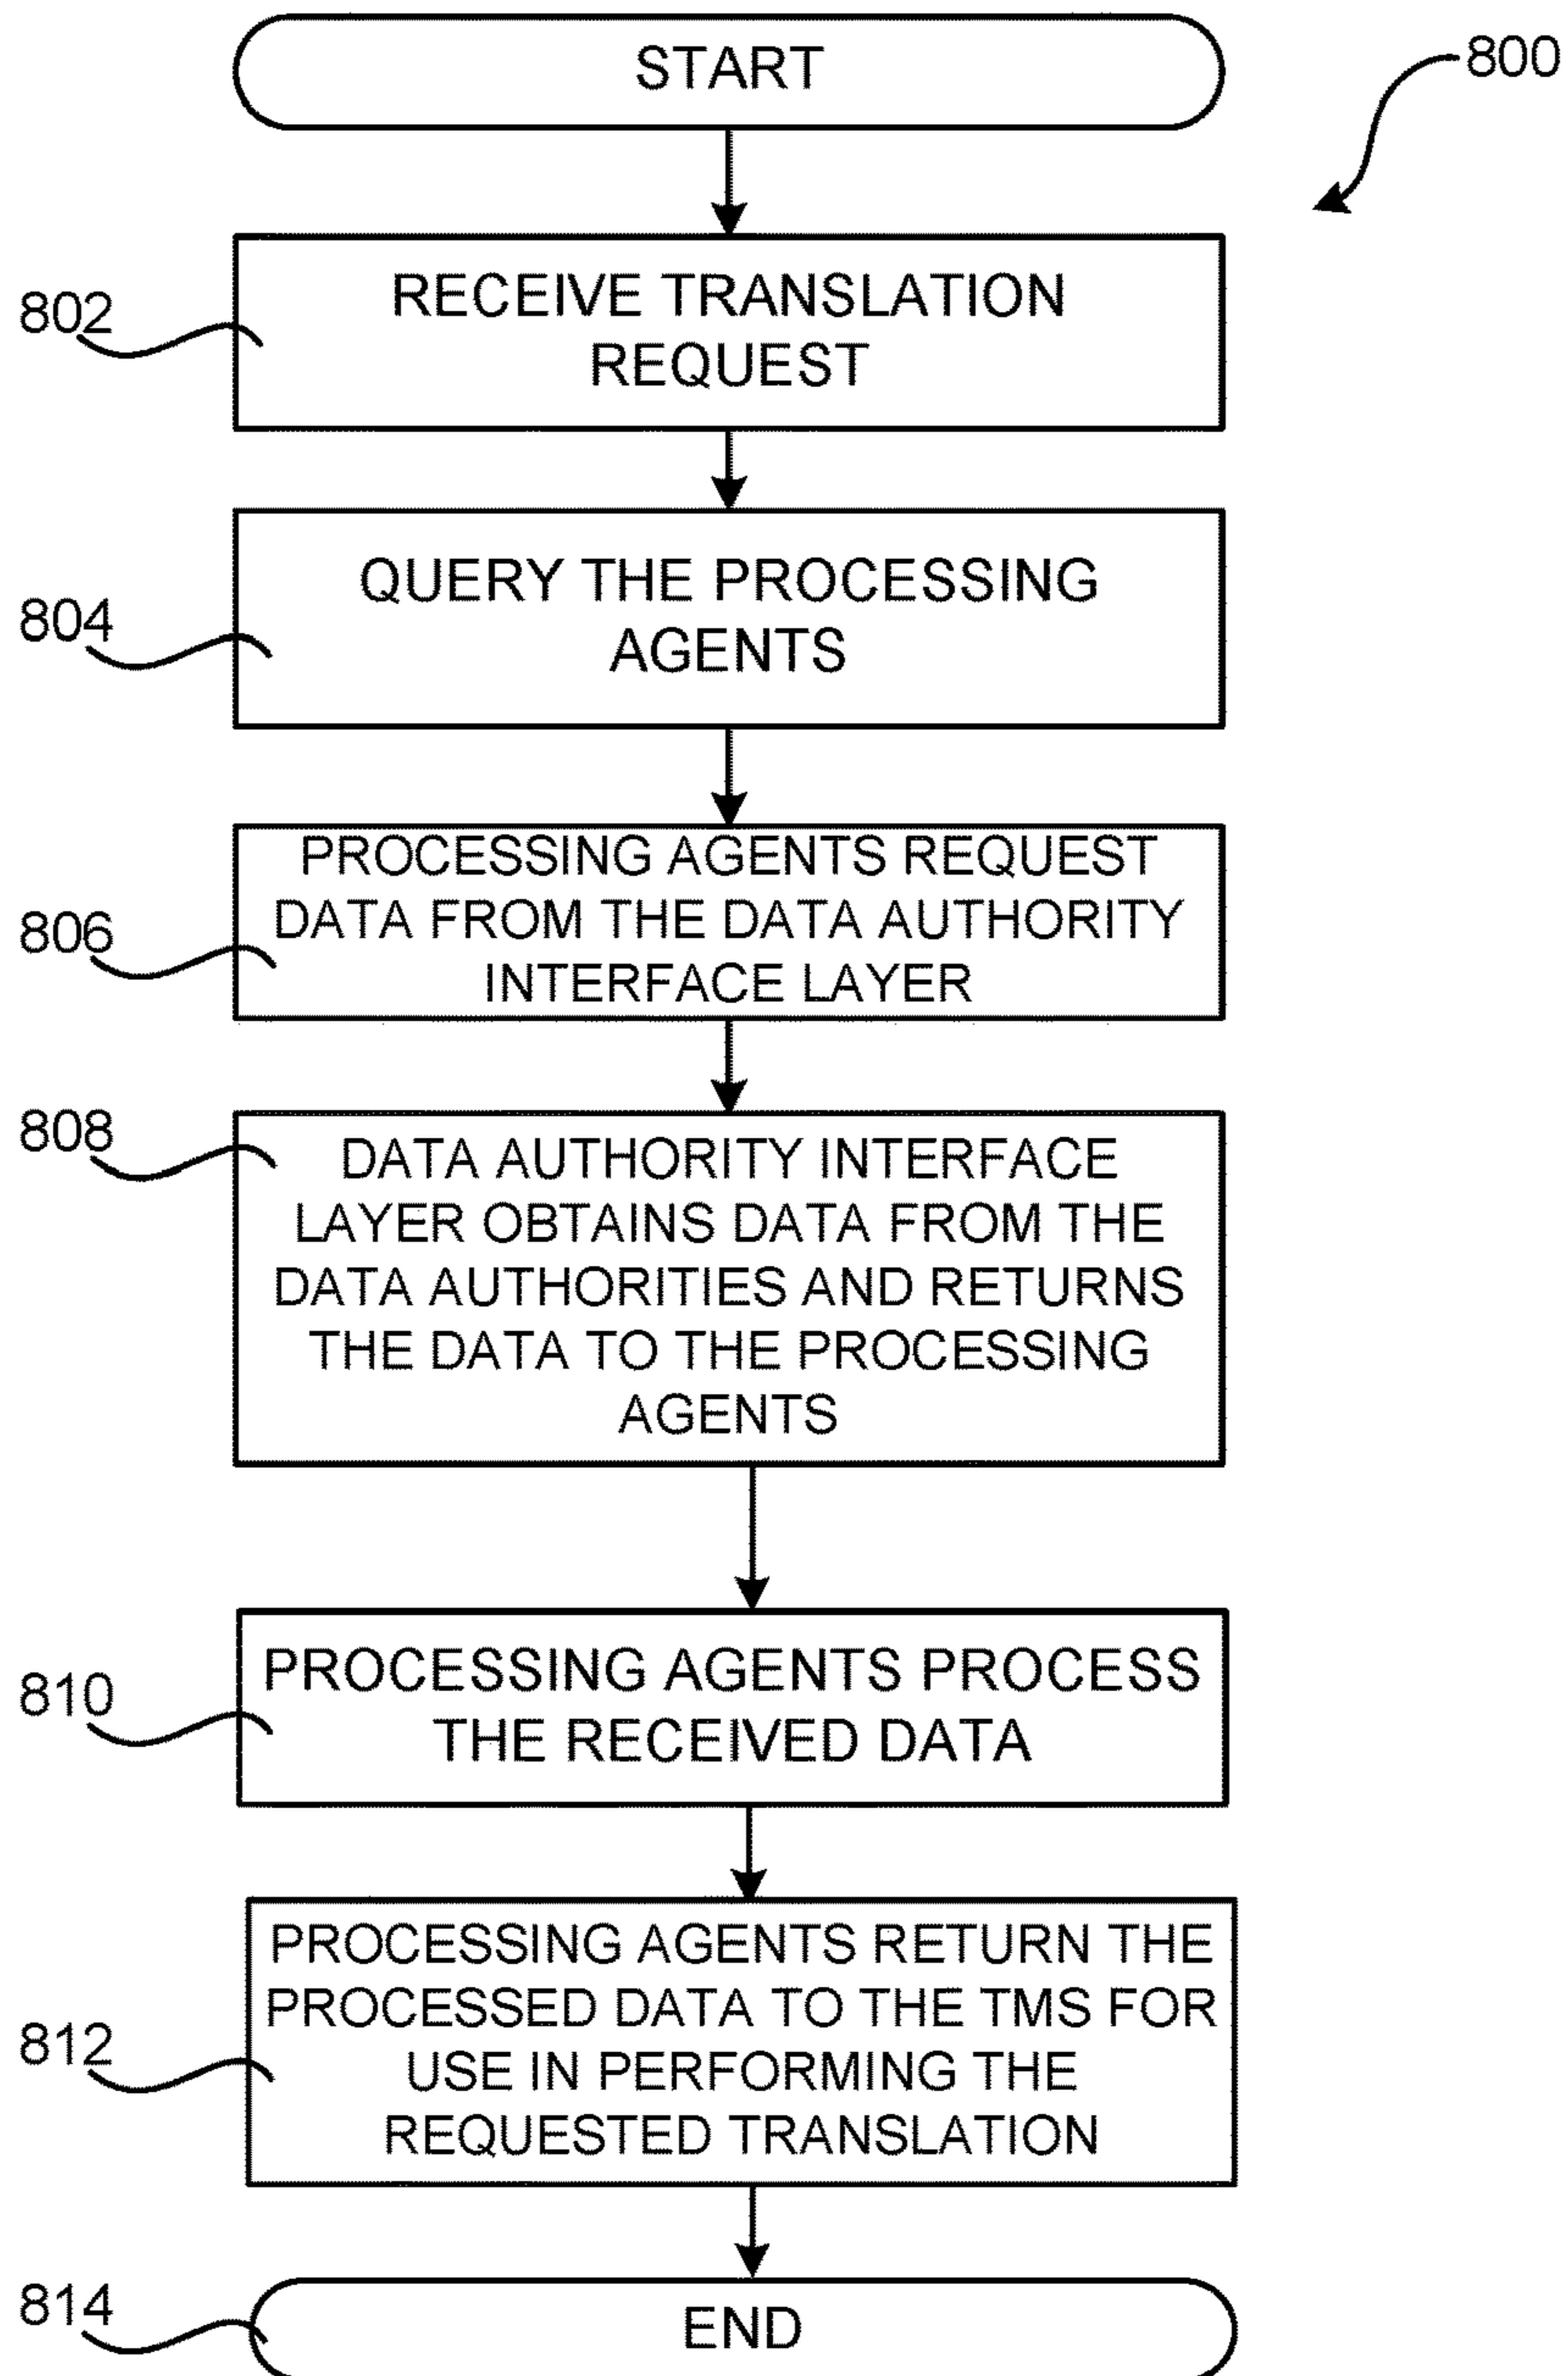 START
800
802
RECEIVE TRANSLATION
REQUEST
804
QUERY THE PROCESSING
AGENTS
806
PROCESSING AGENTS REQUEST
DATA FROM THE DATA AUTHORITY
INTERFACE LAYER
808
DATA AUTHORITY INTERFACE
LAYER OBTAINS DATA FROM THE
DATA AUTHORITIES AND RETURNS
THE DATA TO THE PROCESSING
AGENTS
810
PROCESSING AGENTS PROCESS
THE RECEIVED DATA
812
PROCESSING AGENTS RETURN THE
PROCESSED DATA TO THE TMS FOR
USE IN PERFORMING THE
REQUESTED TRANSLATION
814
END